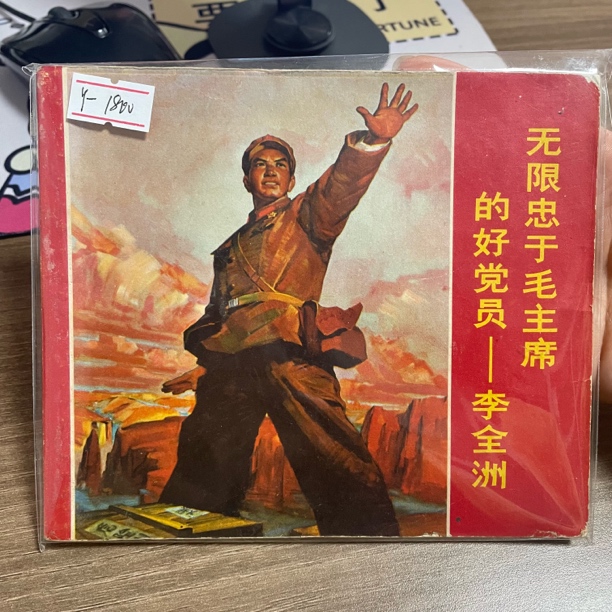 RTUNE
y-1800
无限忠于毛主席
的好党员——李全洲